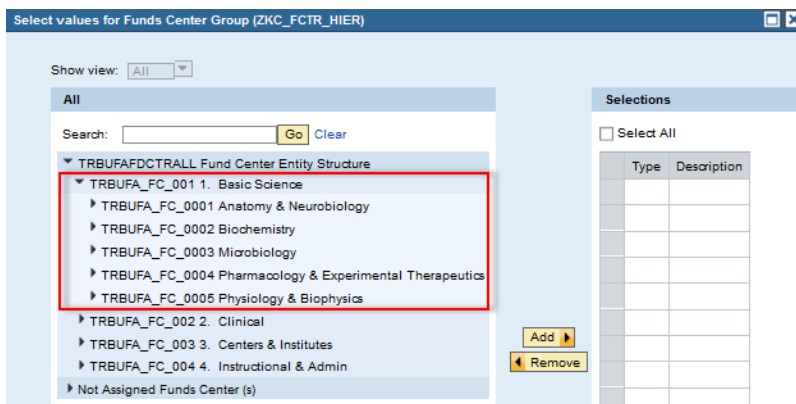 Select values for Funds Center Group (ZKC_FCTR_HIER)
Show view: All
All
Search: Go Clear
TRBUFAFDCTRALL Fund Center Entity Structure
TRBUFA_FC_001 1. Basic Science
TRBUFA_FC_0001 Anatomy & Neurobiology
TRBUFA_FC_0002 Biochemistry
TRBUFA_FC_0003 Microbiology
TRBUFA_FC_0004 Pharmacology & Experimental Therapeutics
TRBUFA_FC_0005 Physiology & Biophysics
TRBUFA_FC_002 2. Clinical
TRBUFA_FC_003 3. Centers & Institutes
TRBUFA_FC_004 4. Instructional & Admin
Not Assigned Funds Center (s)
Add
Remove
Selections
Select All
Type Description